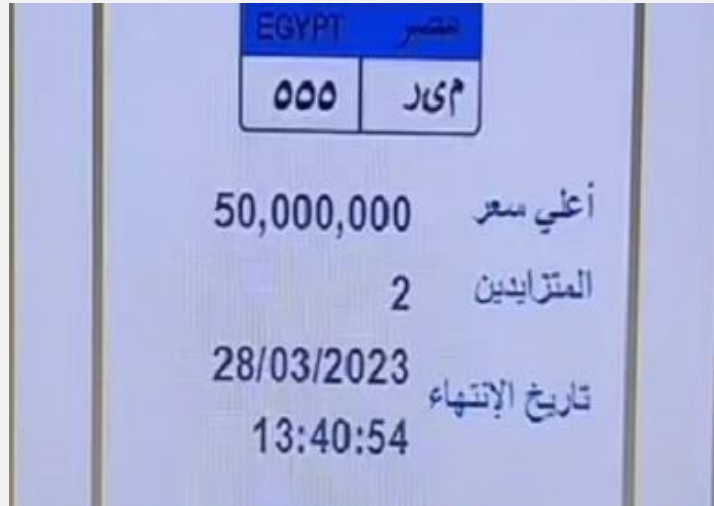 EGYPT مصر
م ى ر ٥٥٥
أعلي سعر 50,000,000
المتزايدين 2
تاريخ الإنتهاء 28/03/2023
13:40:54